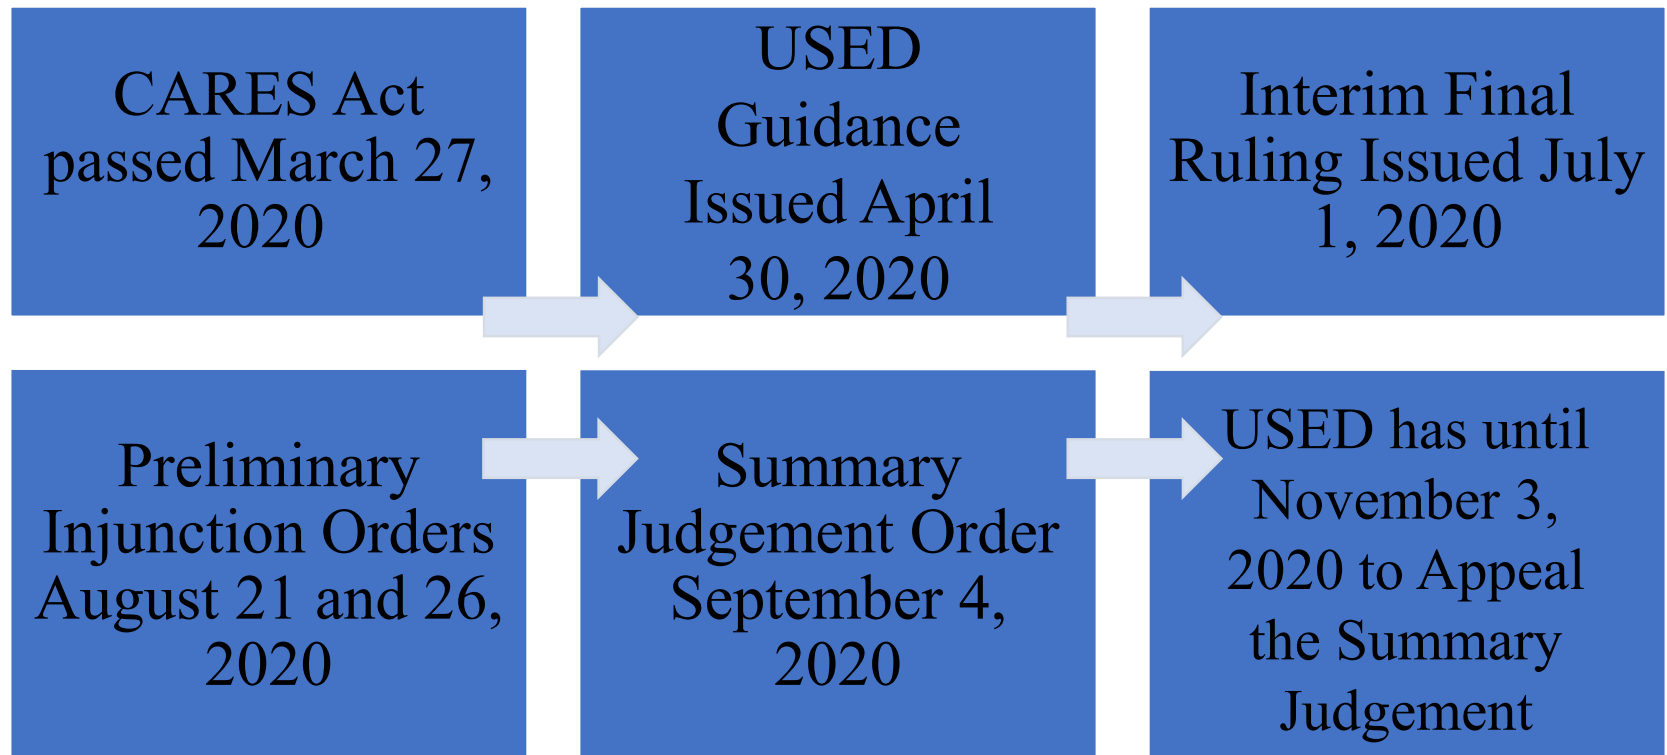 CARES Act
passed March 27,
2020
USED
Guidance
Issued April
30, 2020
Interim Final
Ruling Issued July
1, 2020
Preliminary
Injunction Orders
August 21 and 26,
2020
Summary
Judgement Order
September 4,
2020
USED has until
November 3,
2020 to Appeal
the Summary
Judgement